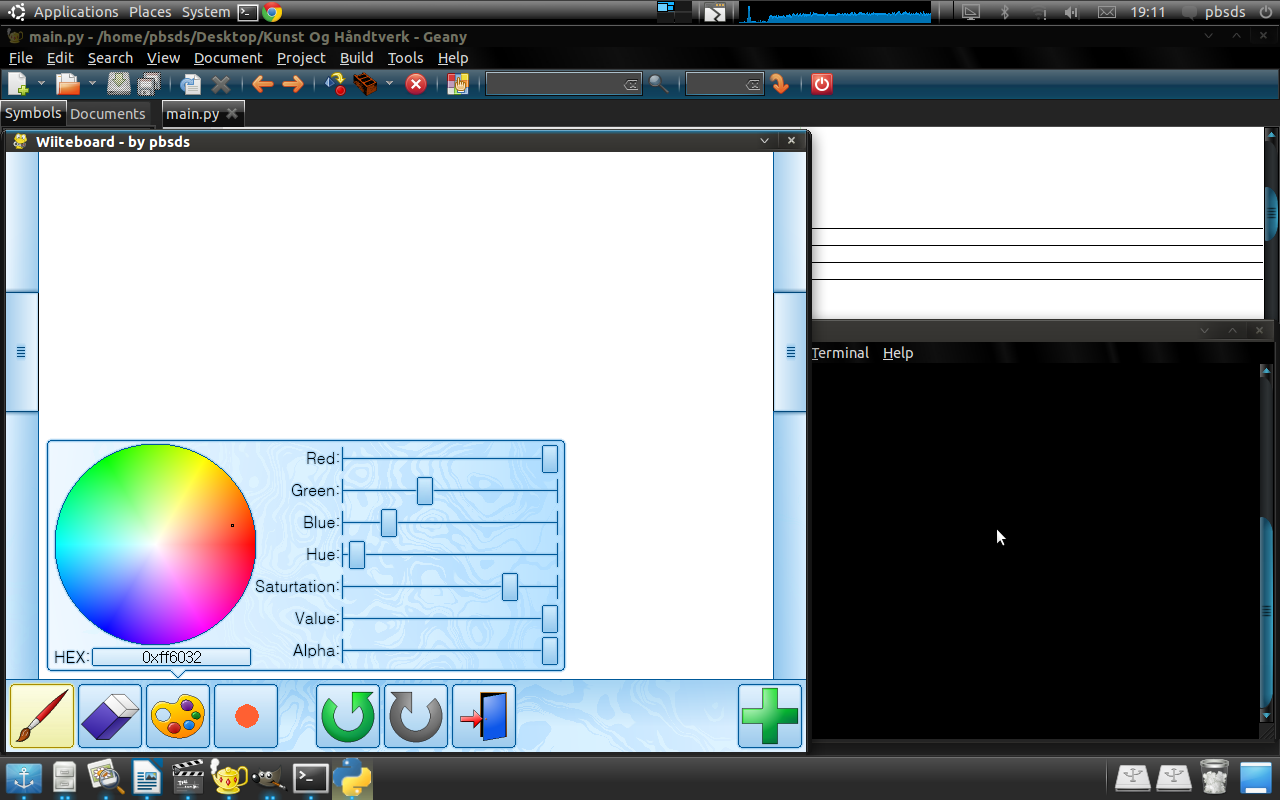 Applications Places System 19:11 pbsds
main.py - /home/pbsds/Desktop/Kunst Og Håndtverk - Geany
File Edit Search View Document Project Build Tools Help
Symbols Documents main.py
Wiiteboard - by pbsds
Terminal Help
Red:
Green:
Blue:
Hue:
Saturtation:
Value:
Alpha:
HEX: 0xff6032